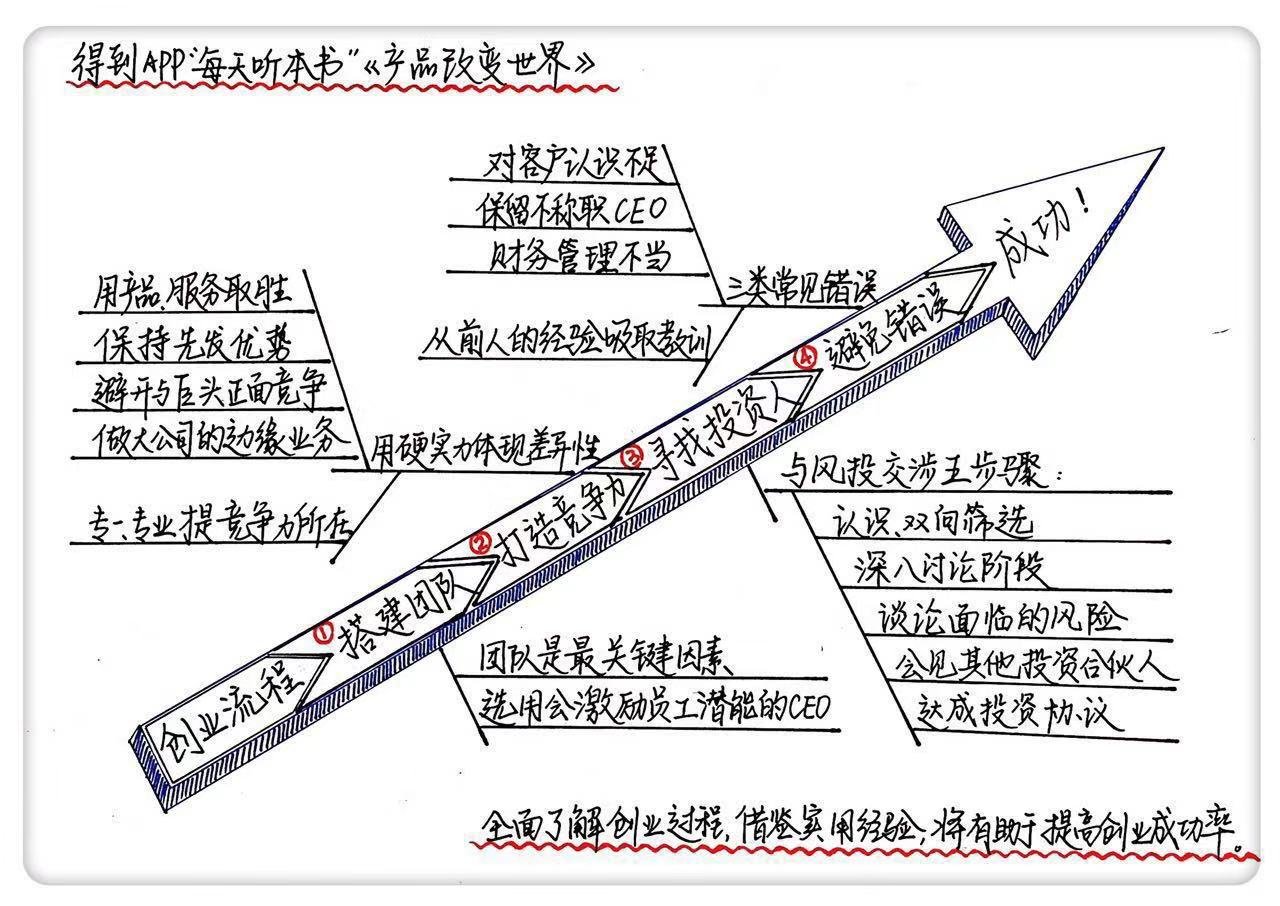 得到APP"每天听本书"《产品改变世界》
创业流程
① 搭建团队
团队是最关键因素
选用会激励员工潜能的CEO
② 打造竞争力
用硬实力体现差异性
用产品、服务取胜
保持先发优势
避开与巨头正面竞争
做大公司的边缘业务
专一、专业提竞争力所在
③ 寻找投资人
与风投交涉五步骤:
认识、双向筛选
深入讨论阶段
谈论面临的风险
会见其他投资合伙人
达成投资协议
④ 避免错误
三类常见错误
对客户认识不足
保留不称职CEO
财务管理不当
从前人的经验吸取教训
成功!
全面了解创业过程,借鉴实用经验,将有助于提高创业成功率。